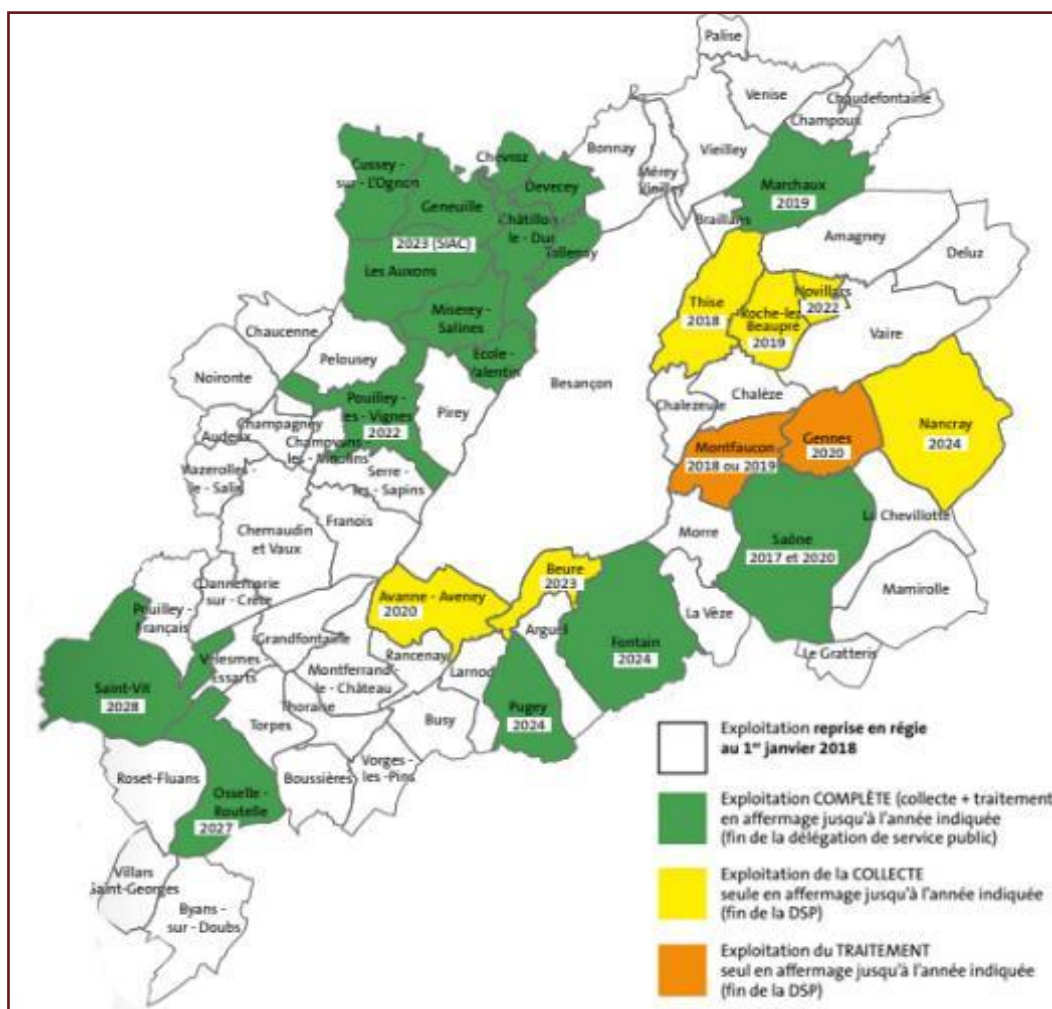 Palise
Venise
Chaudefontaine
Champoux
Bonnay
Vieilley
Mérey
Vieilley
Chevroz
Cussey -
sur - L'Ognon
Devecey
Geneuille
Marchaux
2019
Châtillon
le - Duc
Braillans
2023 (SIAC)
Tallenay
Amagney
Deluz
Les Auxons
Novillars
2022
Thise
2018
Roche-lez
Beaupré
2019
Miserey -
Salines
Vaire
Chaucenne
Pelousey
École -
Valentin
Noironte
Besançon
Chalèze
Chalezeule
Pouilley
- les - Vignes
2022
Pirey
Champagney
Audeux
Champvans
-les - Moulins
Nancray
2024
Gennes
2020
Montfaucon
2018 ou 2019
Mazerolles -
le - Salin
Serre -
les - Sapins
Franois
La Chevillotte
Chemaudin
et Vaux
Morre
Saône
2017 et 2020
Beure
2023
Dannemarie
sur - Crète
Avanne - Aveney
2020
Mamirolle
Pouilley -
Français
La Vèze
Grandfontaine
Arguel
Fontain
2024
Velesmes
Essarts
Rancenay
Larnod
Le Gratteris
Montferrand
le - Château
Saint-Vit
2028
Thoraise
Torpes
Busy
Pugey
2024
Roset-Fluans
Osselle -
Routelle
2027
Boussières
Vorges -
les - Pins
Villars
Saint-Georges
Byans -
sur - Doubs
Exploitation reprise en régie
au 1er janvier 2018
Exploitation COMPLÈTE (collecte + traitement
en affermage jusqu'à l'année indiquée
(fin de la délégation de service public)
Exploitation de la COLLECTE
seule en affermage jusqu'à l'année indiquée
(fin de la DSP)
Exploitation du TRAITEMENT
seul en affermage jusqu'à l'année indiquée
(fin de la DSP)